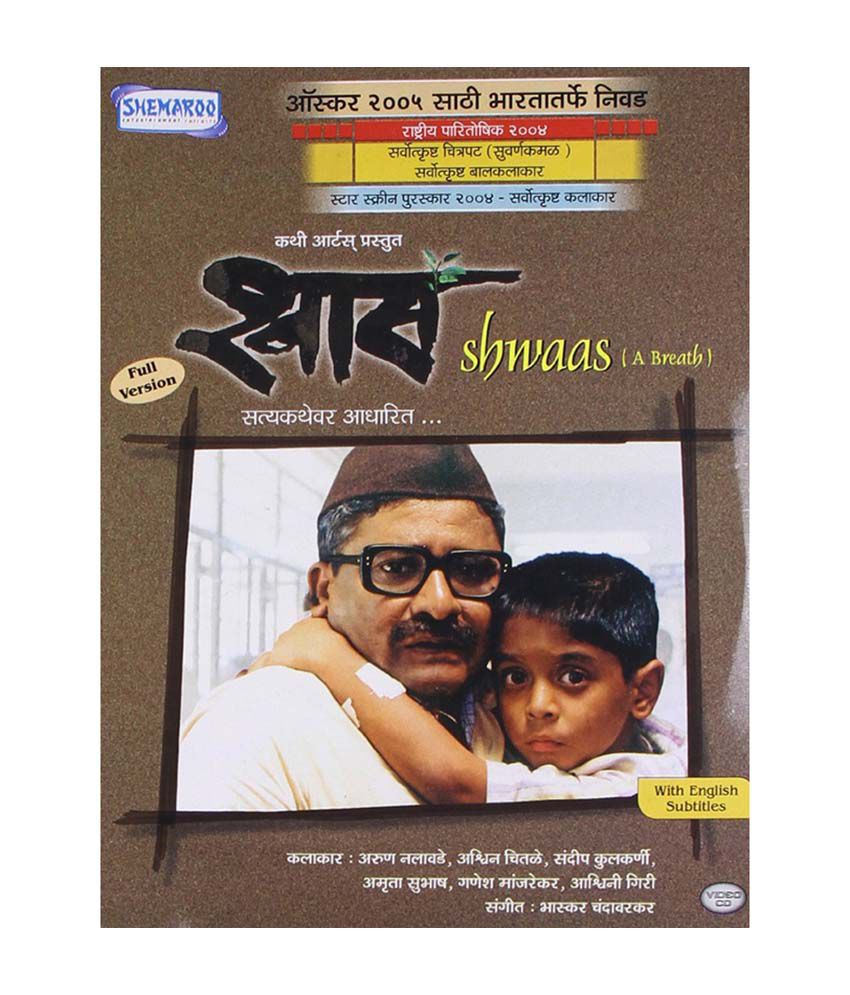 SHEMAROO
ऑस्कर २००५ साठी भारतातर्फे निवड
राष्ट्रीय पारितोषिक २००४
सर्वोत्कृष्ट चित्रपट (सुवर्णकमळ )
सर्वोत्कृष्ट बालकलाकार
स्टार स्क्रीन पुरस्कार २००४ - सर्वोत्कृष्ट कलाकार
कथी आर्टस् प्रस्तुत
श्वास
shwaas ( A Breath )
Full
Version
सत्यकथेवर आधारित ...
With English
Subtitles
कलाकार : अरुण नलावडे, अश्विन चितळे, संदीप कुलकर्णी,
अमृता सुभाष, गणेश मांजरेकर, आश्विनी गिरी
संगीत : भास्कर चंदावरकर
VIDEO
CD